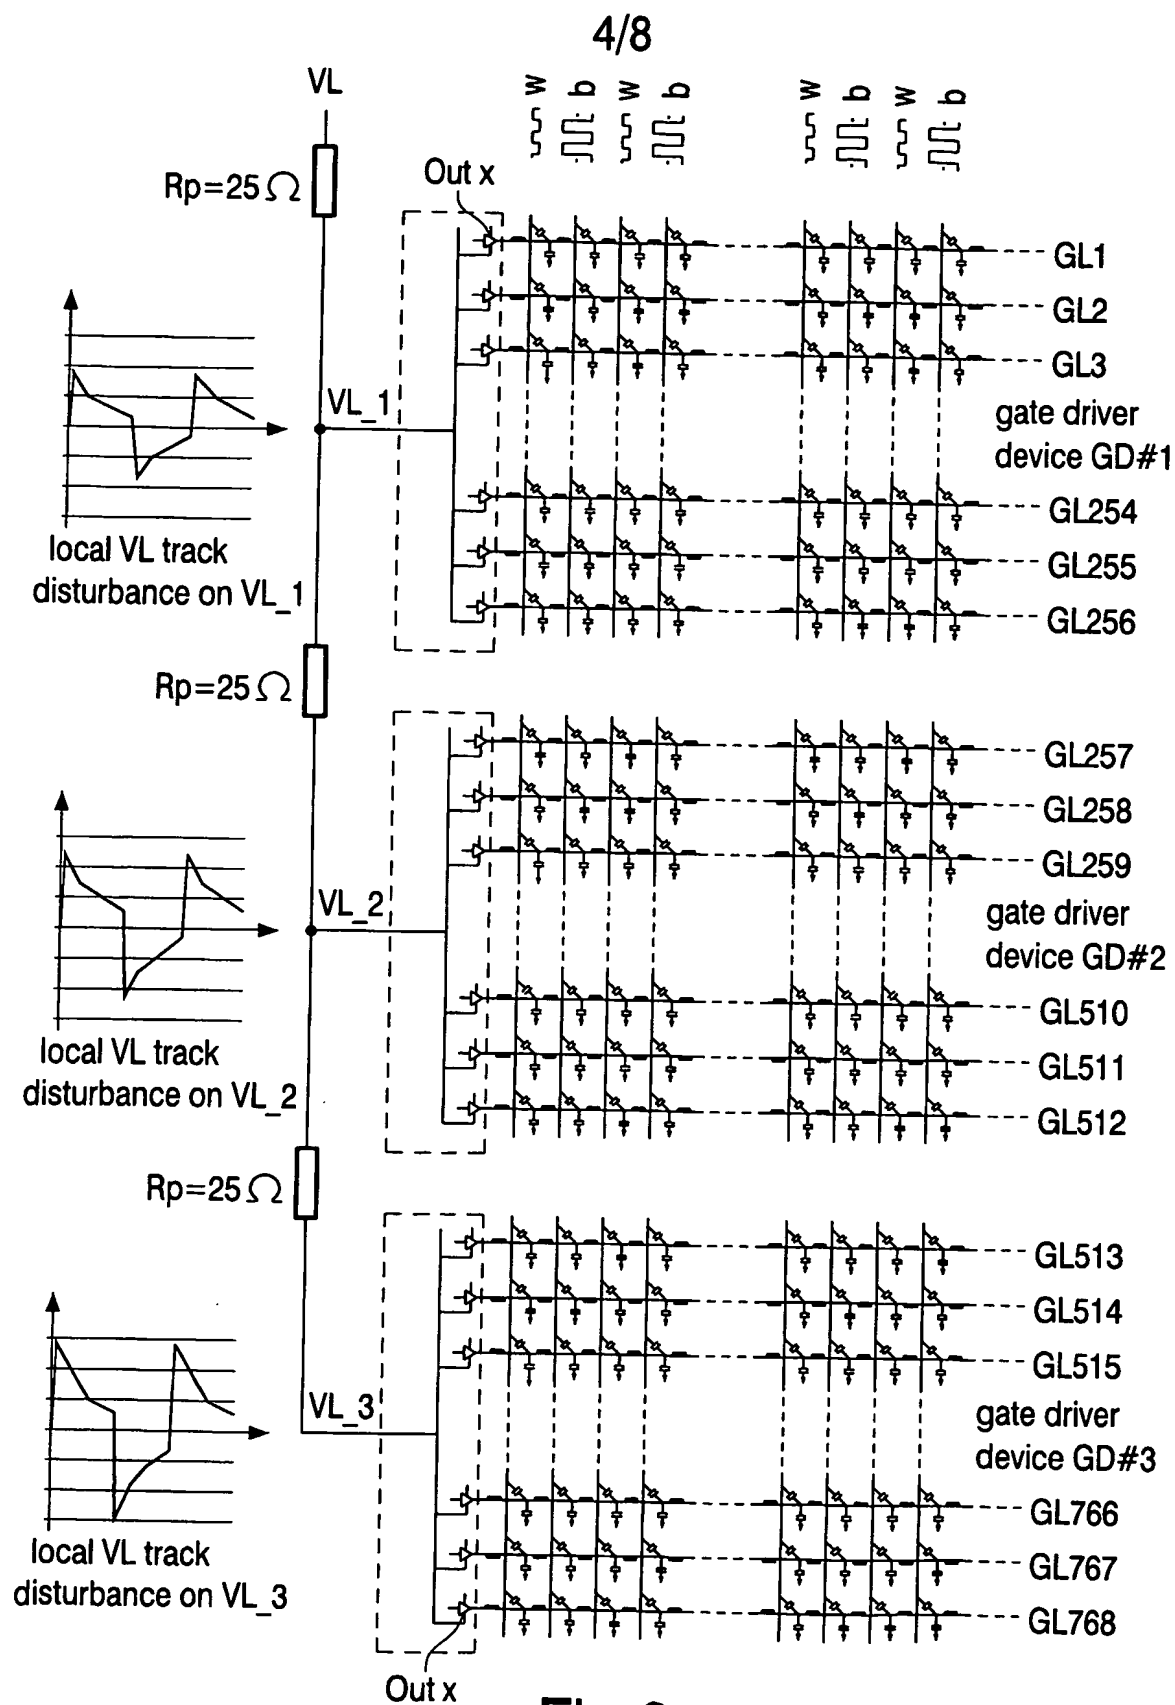 4/8
VL
w b w b w b w b
Rp=25Ω
Out x
GL1
GL2
GL3
VL_1
gate driver
device GD#1
GL254
GL255
GL256
local VL track
disturbance on VL_1
Rp=25Ω
GL257
GL258
GL259
VL_2
gate driver
device GD#2
GL510
GL511
GL512
local VL track
disturbance on VL_2
Rp=25Ω
GL513
GL514
GL515
VL_3
gate driver
device GD#3
GL766
GL767
GL768
local VL track
disturbance on VL_3
Out x